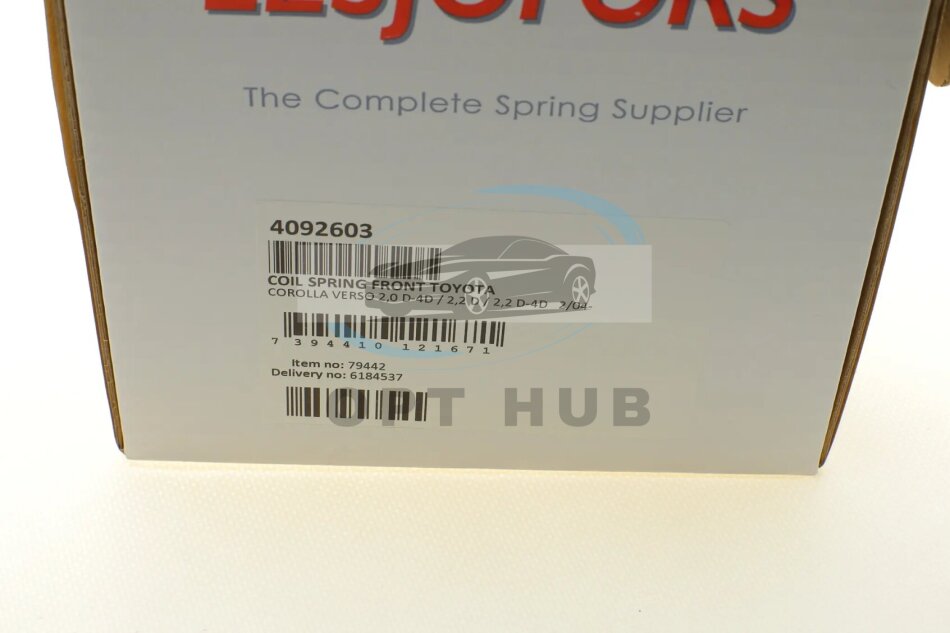 LESJÖFORS
The Complete Spring Supplier
4092603
COIL SPRING FRONT TOYOTA
COROLLA VERSO 2,0 D-4D / 2,2 D / 2,2 D-4D 2/04-
7 394410 121671
Item no: 79442
Delivery no: 6184537
OPT HUB